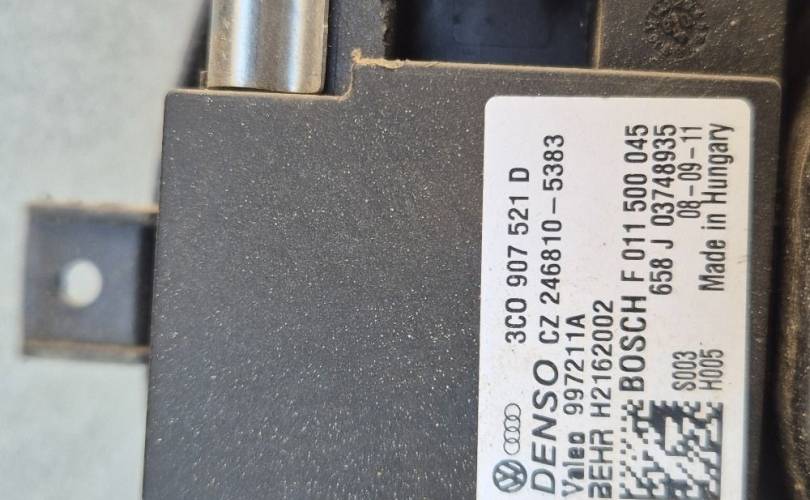 3C0 907 521 D
DENSO CZ 246810-5383
Valeo 997211A
BEHR H2162002
BOSCH F 011 500 045
658 J 03748935
S003 08-09-11
H005 Made in Hungary